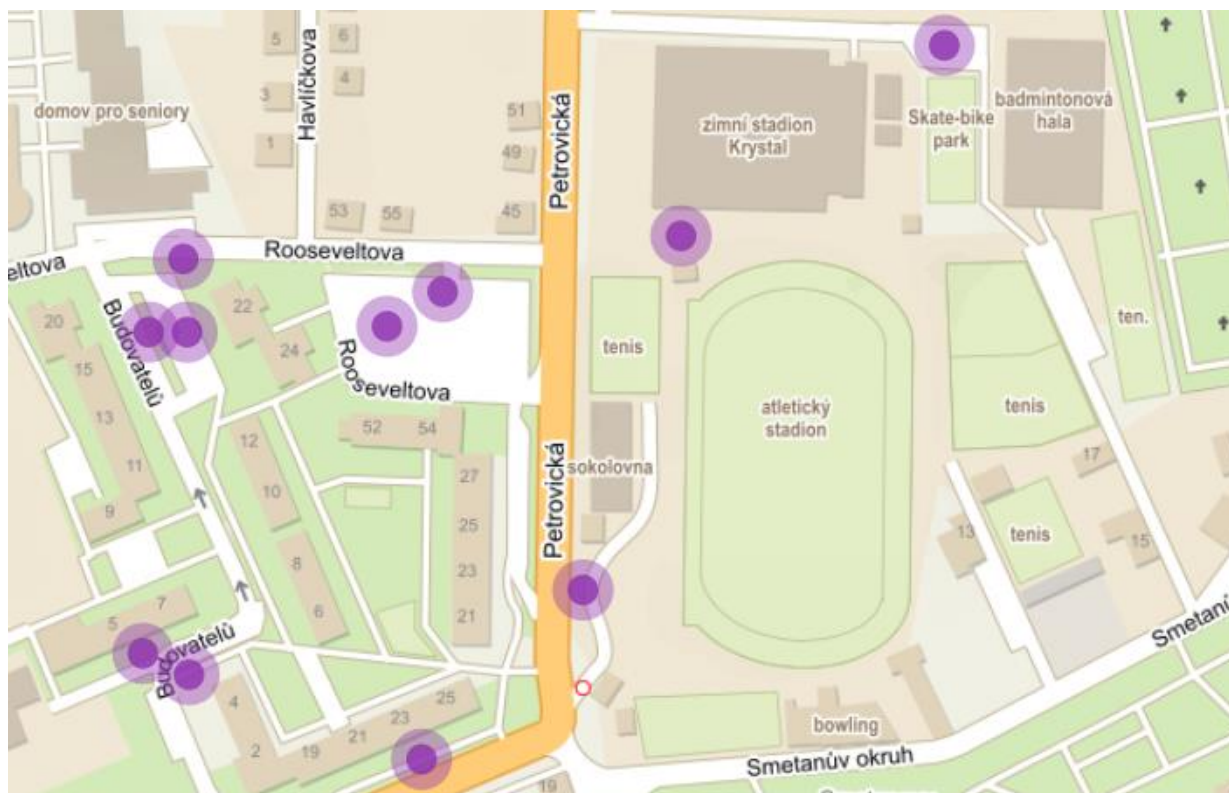 5
6
Havlíčkova
3
4
domov pro seniory
1
51
49
53
55
45
Petrovická
zimní stadion
Krystal
Skate-bike
park
badmintonová
hala
eltova
Rooseveltova
20
22
24
Budovatelů
15
13
11
9
Rooseveltova
52
54
12
10
8
6
27
25
23
21
tenis
sokolovna
Petrovická
atletický
stadion
tenis
ten.
17
13
tenis
15
7
5
Budovatelů
4
2
19
21
23
25
bowling
Smetanův okruh
Smetanů
19